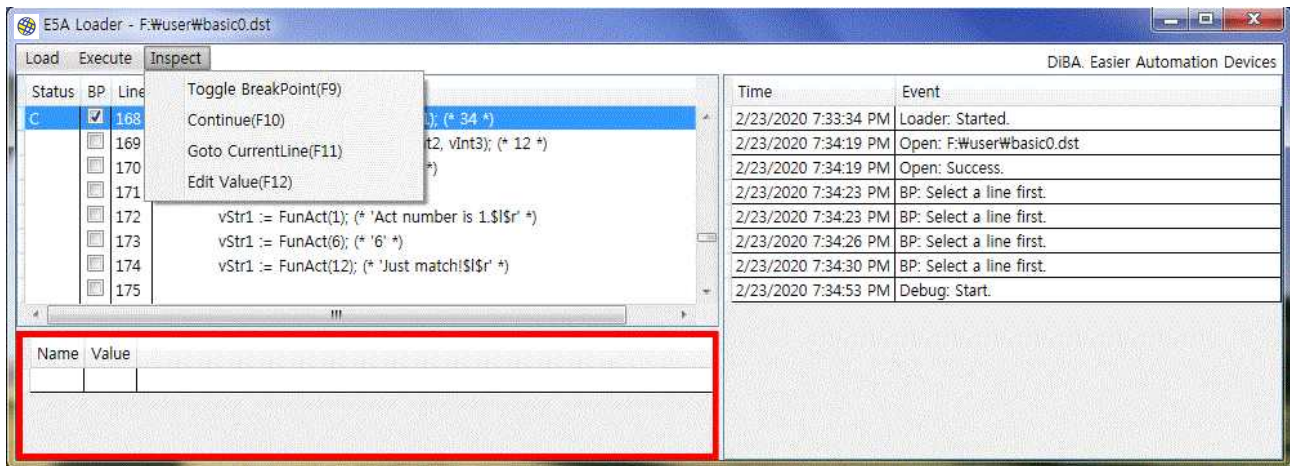 E5A Loader - F:₩user₩basic0.dst
Load Execute Inspect
DiBA. Easier Automation Devices
Status BP Line
Toggle BreakPoint(F9)
Continue(F10)
Goto CurrentLine(F11)
Edit Value(F12)
C 168 ); (* 34 *)
169 t2, vInt3); (* 12 *)
170 *)
171
172 vStr1 := FunAct(1); (* 'Act number is 1.$l$r' *)
173 vStr1 := FunAct(6); (* '6' *)
174 vStr1 := FunAct(12); (* 'Just match!$l$r' *)
175
Name Value
Time Event
2/23/2020 7:33:34 PM Loader: Started.
2/23/2020 7:34:19 PM Open: F:₩user₩basic0.dst
2/23/2020 7:34:19 PM Open: Success.
2/23/2020 7:34:23 PM BP: Select a line first.
2/23/2020 7:34:23 PM BP: Select a line first.
2/23/2020 7:34:26 PM BP: Select a line first.
2/23/2020 7:34:30 PM BP: Select a line first.
2/23/2020 7:34:53 PM Debug: Start.